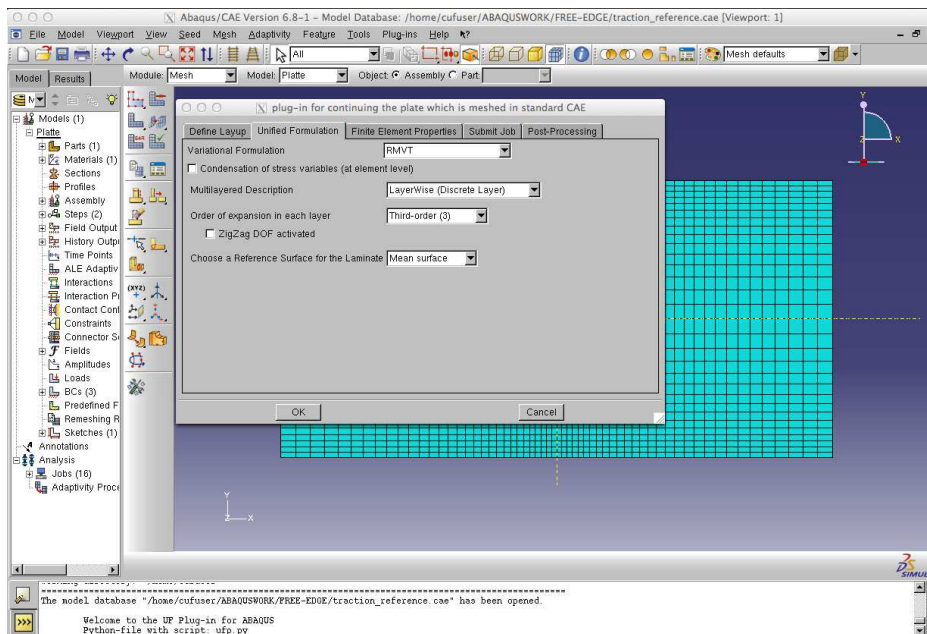 Abaqus/CAE Version 6.8-1 - Model Database: /home/cufuser/ABAQUSWORK/FREE-EDGE/traction_reference.cae [Viewport: 1]
File Model Viewport View Seed Mesh Adaptivity Feature Tools Plug-ins Help
All Mesh defaults
Model Results Module: Mesh Model: Platte Object: Assembly Part:
plug-in for continuing the plate which is meshed in standard CAE
Define Layup Unified Formulation Finite Element Properties Submit Job Post-Processing
Variational Formulation RMVT
Condensation of stress variables (at element level)
Multilayered Description LayerWise (Discrete Layer)
Order of expansion in each layer Third-order (3)
ZigZag DOF activated
Choose a Reference Surface for the Laminate Mean surface
OK Cancel
Models (1)
Platte
Parts (1)
Materials (1)
Sections
Profiles
Assembly
Steps (2)
Field Output
History Outpu
Time Points
ALE Adaptiv
Interactions
Interaction Pr
Contact Cont
Constraints
Connector Se
Fields
Amplitudes
Loads
BCs (3)
Predefined F
Remeshing R
Sketches (1)
Annotations
Analysis
Jobs (16)
Adaptivity Proce
(XYZ)
Y
Z X
Y
Z X
SIMUL
The model database "/home/cufuser/ABAQUSWORK/FREE-EDGE/traction_reference.cae" has been opened.
Welcome to the UF Plug-in for ABAQUS
Python-file with script: ufp.py